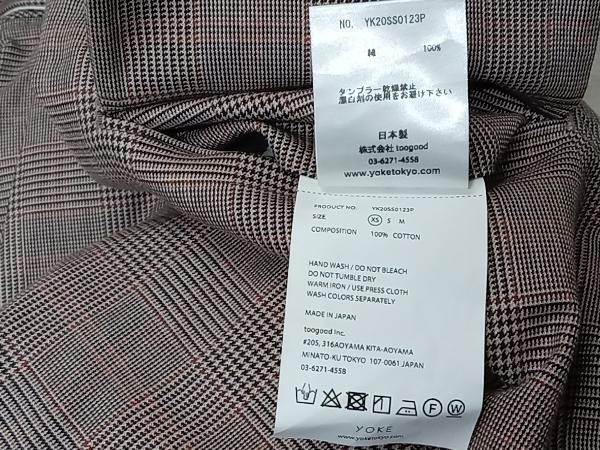 NO. YK20SS0123P
綿 100%
タンブラー乾燥禁止
漂白剤の使用をお避け下さい
日本製
株式会社 toogood
03-6271-4558
www.yoketokyo.com
PRODUCT NO. YK20SS0123P
SIZE XS S M
COMPOSITION 100% COTTON
HAND WASH / DO NOT BLEACH
DO NOT TUMBLE DRY
WARM IRON / USE PRESS CLOTH
WASH COLORS SEPARATELY
MADE IN JAPAN
toogood Inc.
#205, 316AOYAMA KITA-AOYAMA
MINATO-KU TOKYO 107-0061 JAPAN
03-6271-4558
F W
YOKE
www.yoketokyo.com